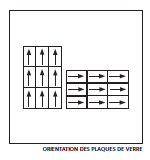 ORIENTATION DES PLAQUES DE VERRE